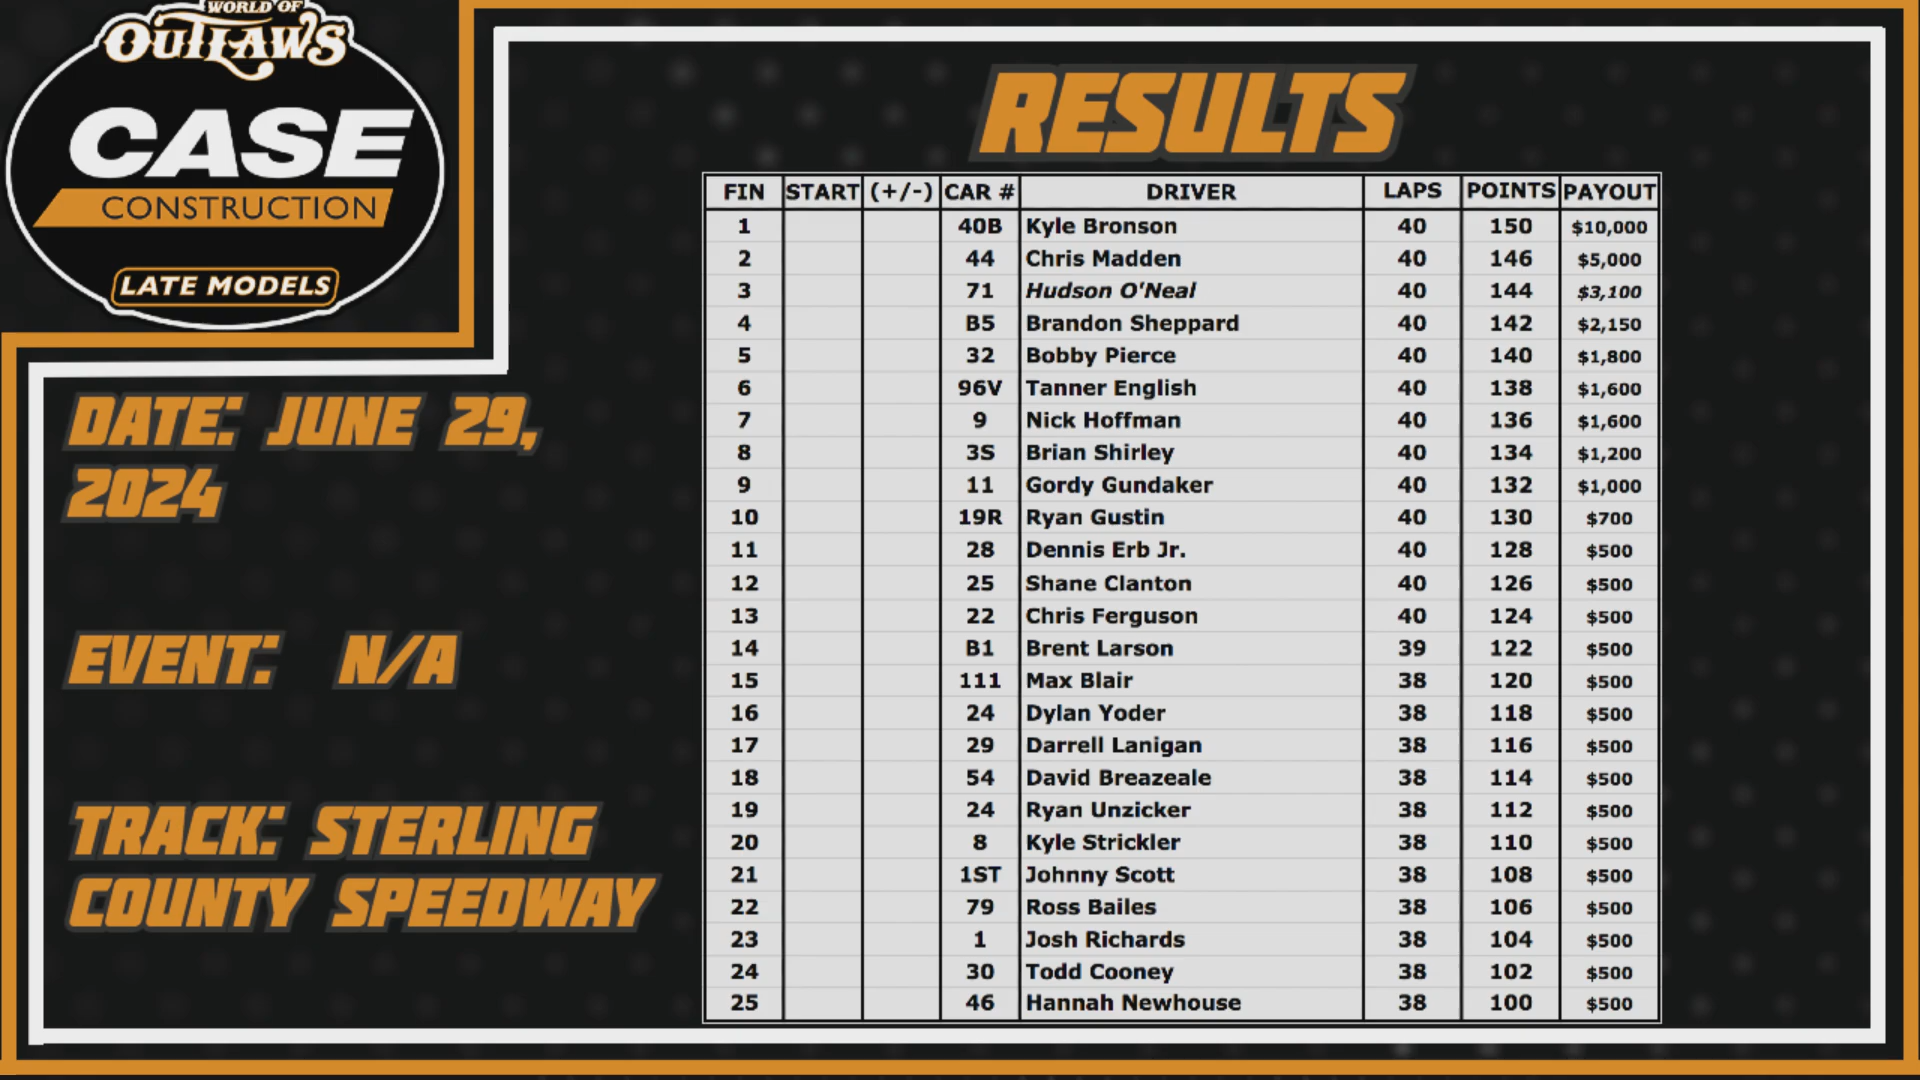 WORLD OF
OUTLAWS
CASE
CONSTRUCTION
LATE MODELS
DATE: JUNE 29,
2024
EVENT: N/A
TRACK: STERLING
COUNTY SPEEDWAY
RESULTS
FIN START (+/-) CAR # DRIVER LAPS POINTS PAYOUT
1 40B Kyle Bronson 40 150 $10,000
2 44 Chris Madden 40 146 $5,000
3 71 Hudson O'Neal 40 144 $3,100
4 B5 Brandon Sheppard 40 142 $2,150
5 32 Bobby Pierce 40 140 $1,800
6 96V Tanner English 40 138 $1,600
7 9 Nick Hoffman 40 136 $1,600
8 3S Brian Shirley 40 134 $1,200
9 11 Gordy Gundaker 40 132 $1,000
10 19R Ryan Gustin 40 130 $700
11 28 Dennis Erb Jr. 40 128 $500
12 25 Shane Clanton 40 126 $500
13 22 Chris Ferguson 40 124 $500
14 B1 Brent Larson 39 122 $500
15 111 Max Blair 38 120 $500
16 24 Dylan Yoder 38 118 $500
17 29 Darrell Lanigan 38 116 $500
18 54 David Breazeale 38 114 $500
19 24 Ryan Unzicker 38 112 $500
20 8 Kyle Strickler 38 110 $500
21 1ST Johnny Scott 38 108 $500
22 79 Ross Bailes 38 106 $500
23 1 Josh Richards 38 104 $500
24 30 Todd Cooney 38 102 $500
25 46 Hannah Newhouse 38 100 $500